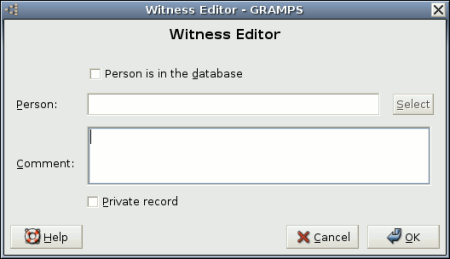 Witness Editor - GRAMPS
Witness Editor
Person is in the database
Person: Select
Comment:
Private record
Help Cancel OK